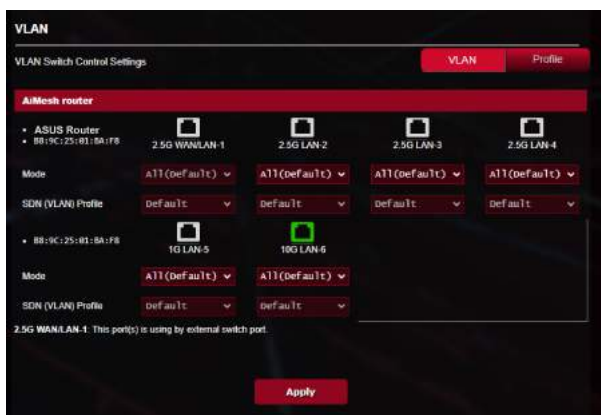 VLAN
VLAN Switch Control Settings VLAN Profile
AiMesh router
• ASUS Router
• B8:9C:25:01:8A:F8
2.5G WAN/LAN-1 2.5G LAN-2 2.5G LAN-3 2.5G LAN-4
Mode All(Default) All(Default) All(Default) All(Default)
SDN (VLAN) Profile Default Default Default Default
• B8:9C:25:01:8A:F8
1G LAN-5 10G LAN-6
Mode All(Default) All(Default)
SDN (VLAN) Profile Default Default
2.5G WAN/LAN-1: This port(s) is using by external switch port.
Apply